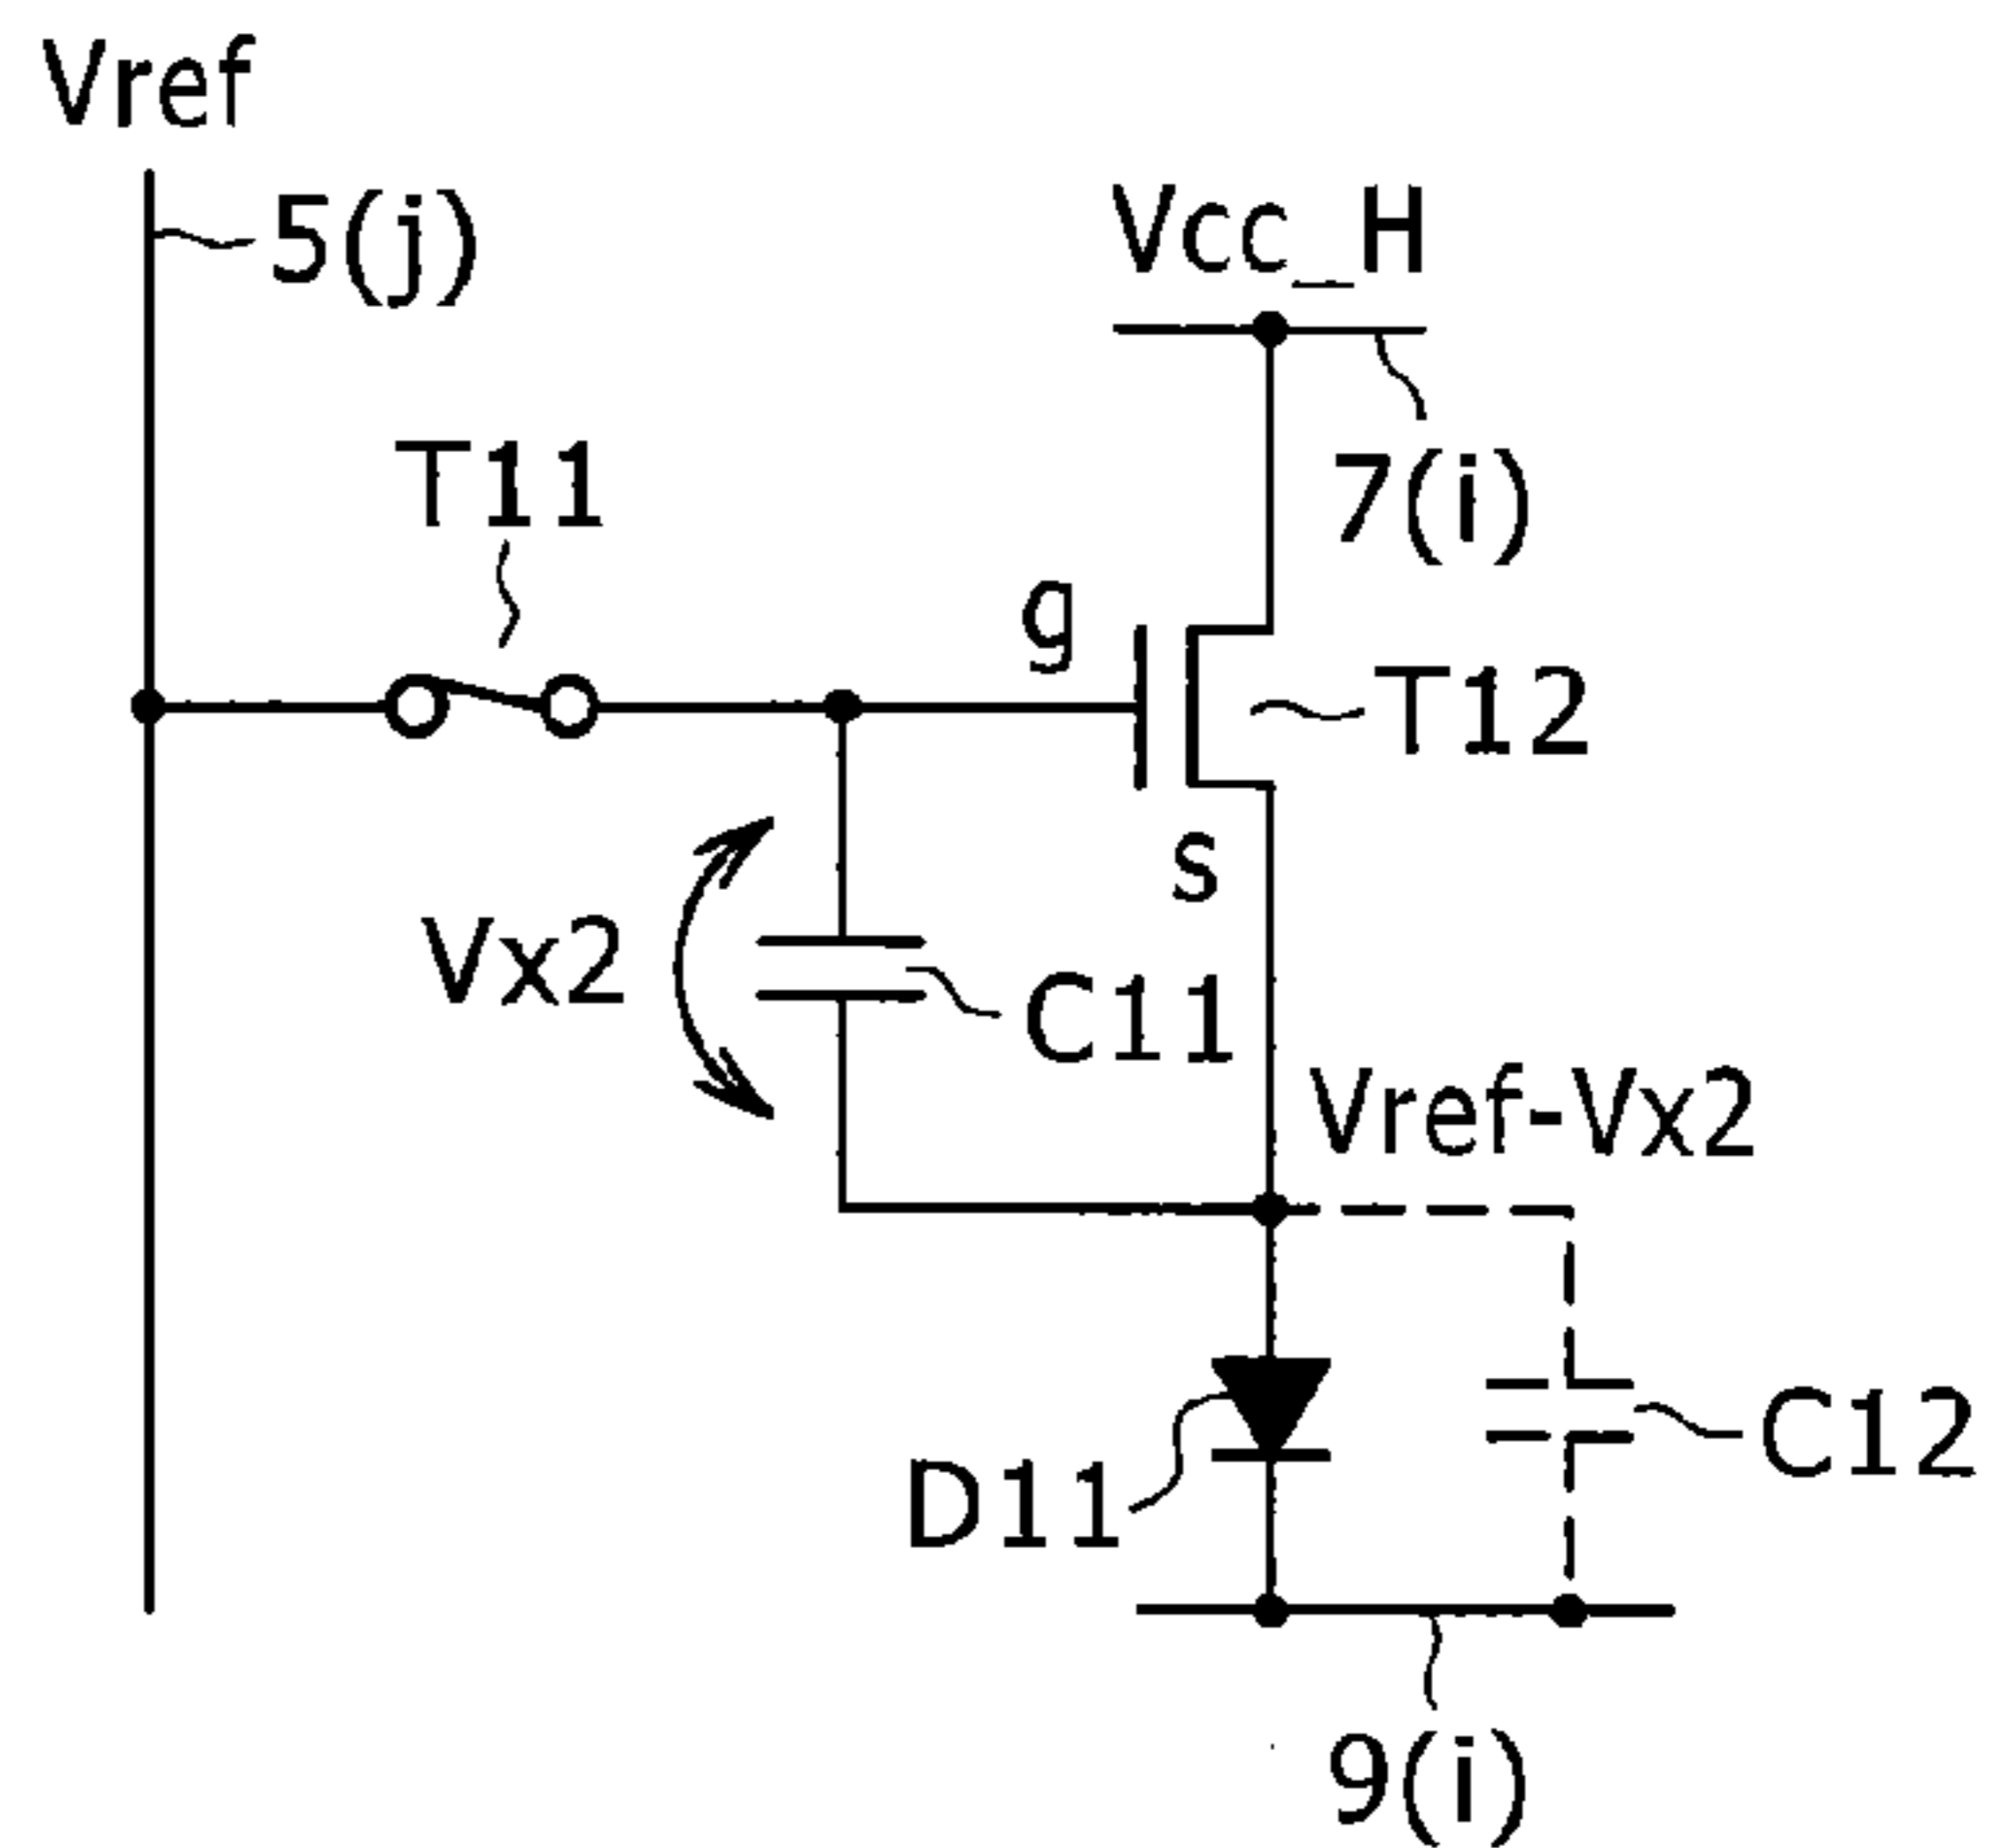 Vref
5(j)
Vcc_H
7(i)
T11
g
T12
s
Vx2
C11
Vref-Vx2
D11
C12
9(i)